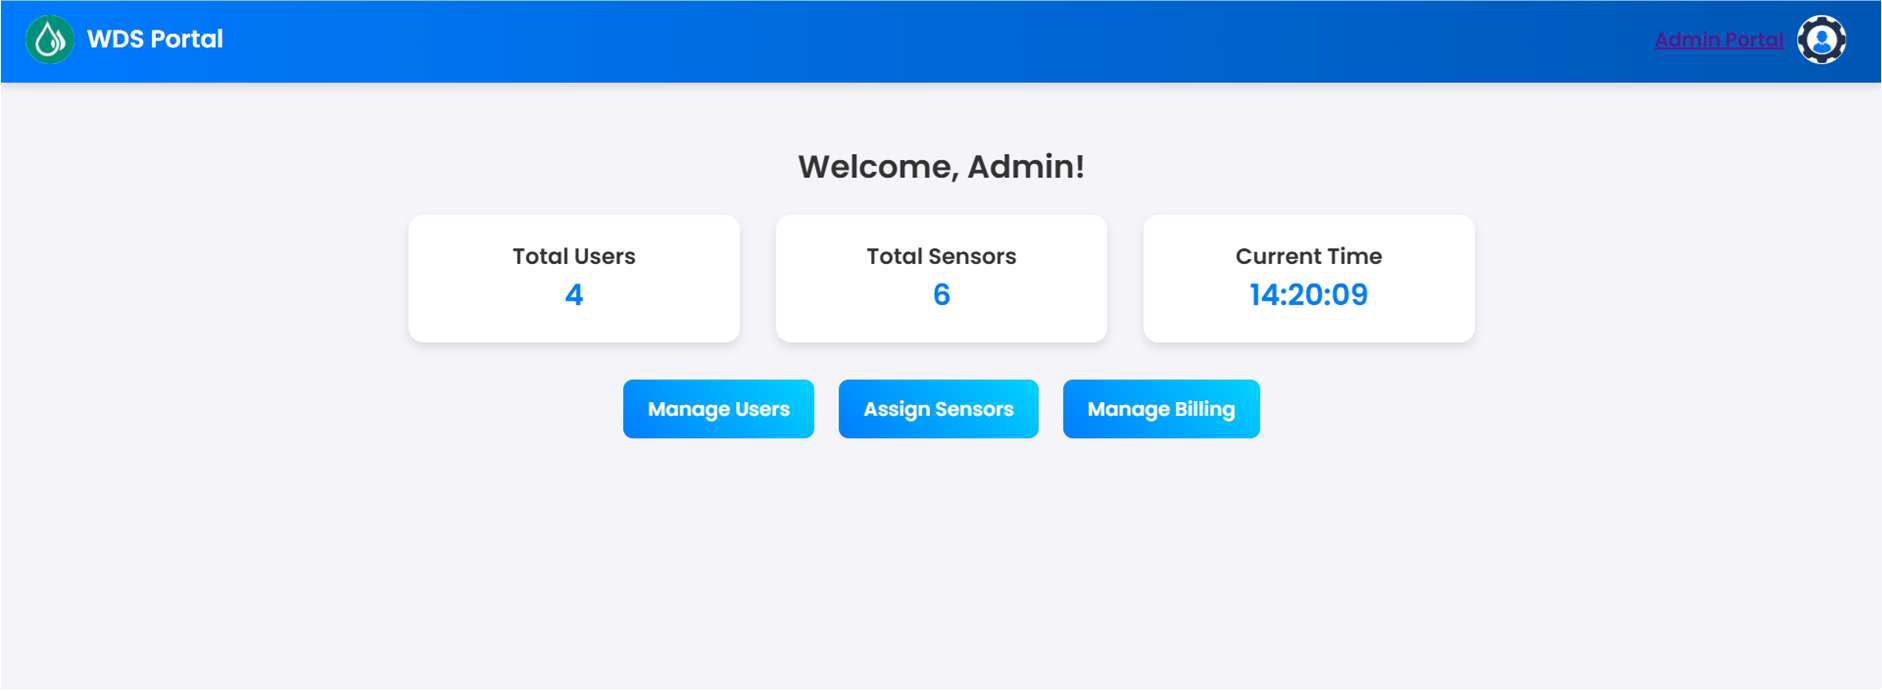 WDS Portal
Admin Portal
Welcome, Admin!
Total Users
4
Total Sensors
6
Current Time
14:20:09
Manage Users
Assign Sensors
Manage Billing